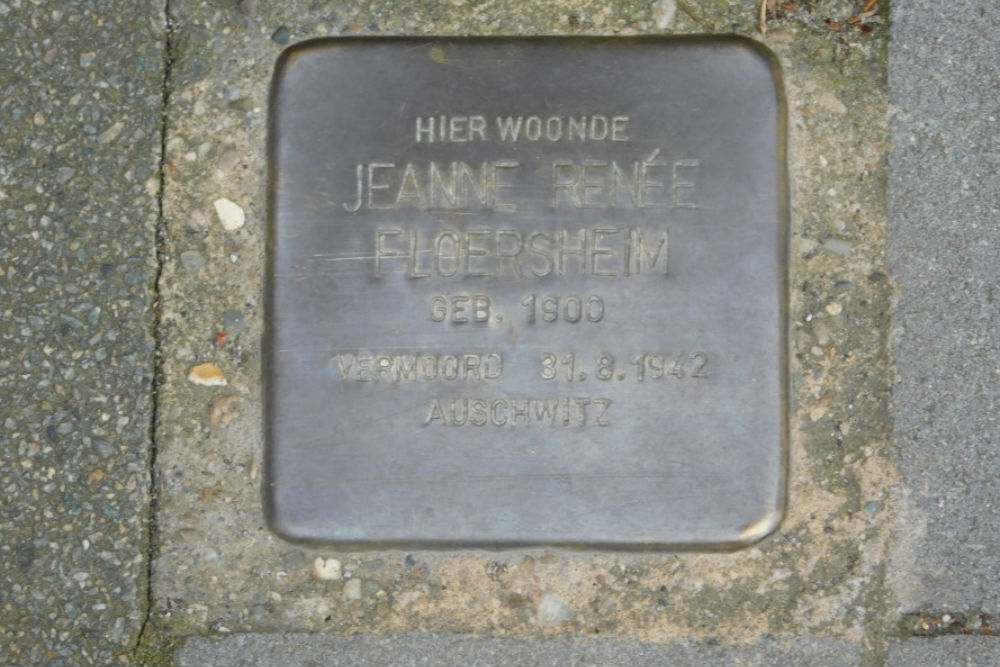 HIER WOONDE
JEANNE RENÉE
FLOERSHEIM
GEB. 1900
VERMOORD 31.8.1942
AUSCHWITZ